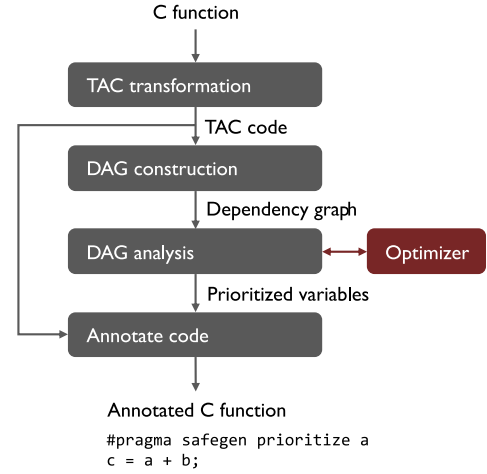 C function
TAC transformation
TAC code
DAG construction
Dependency graph
DAG analysis
Optimizer
Prioritized variables
Annotate code
Annotated C function
#pragma safegen prioritize a
c = a + b;